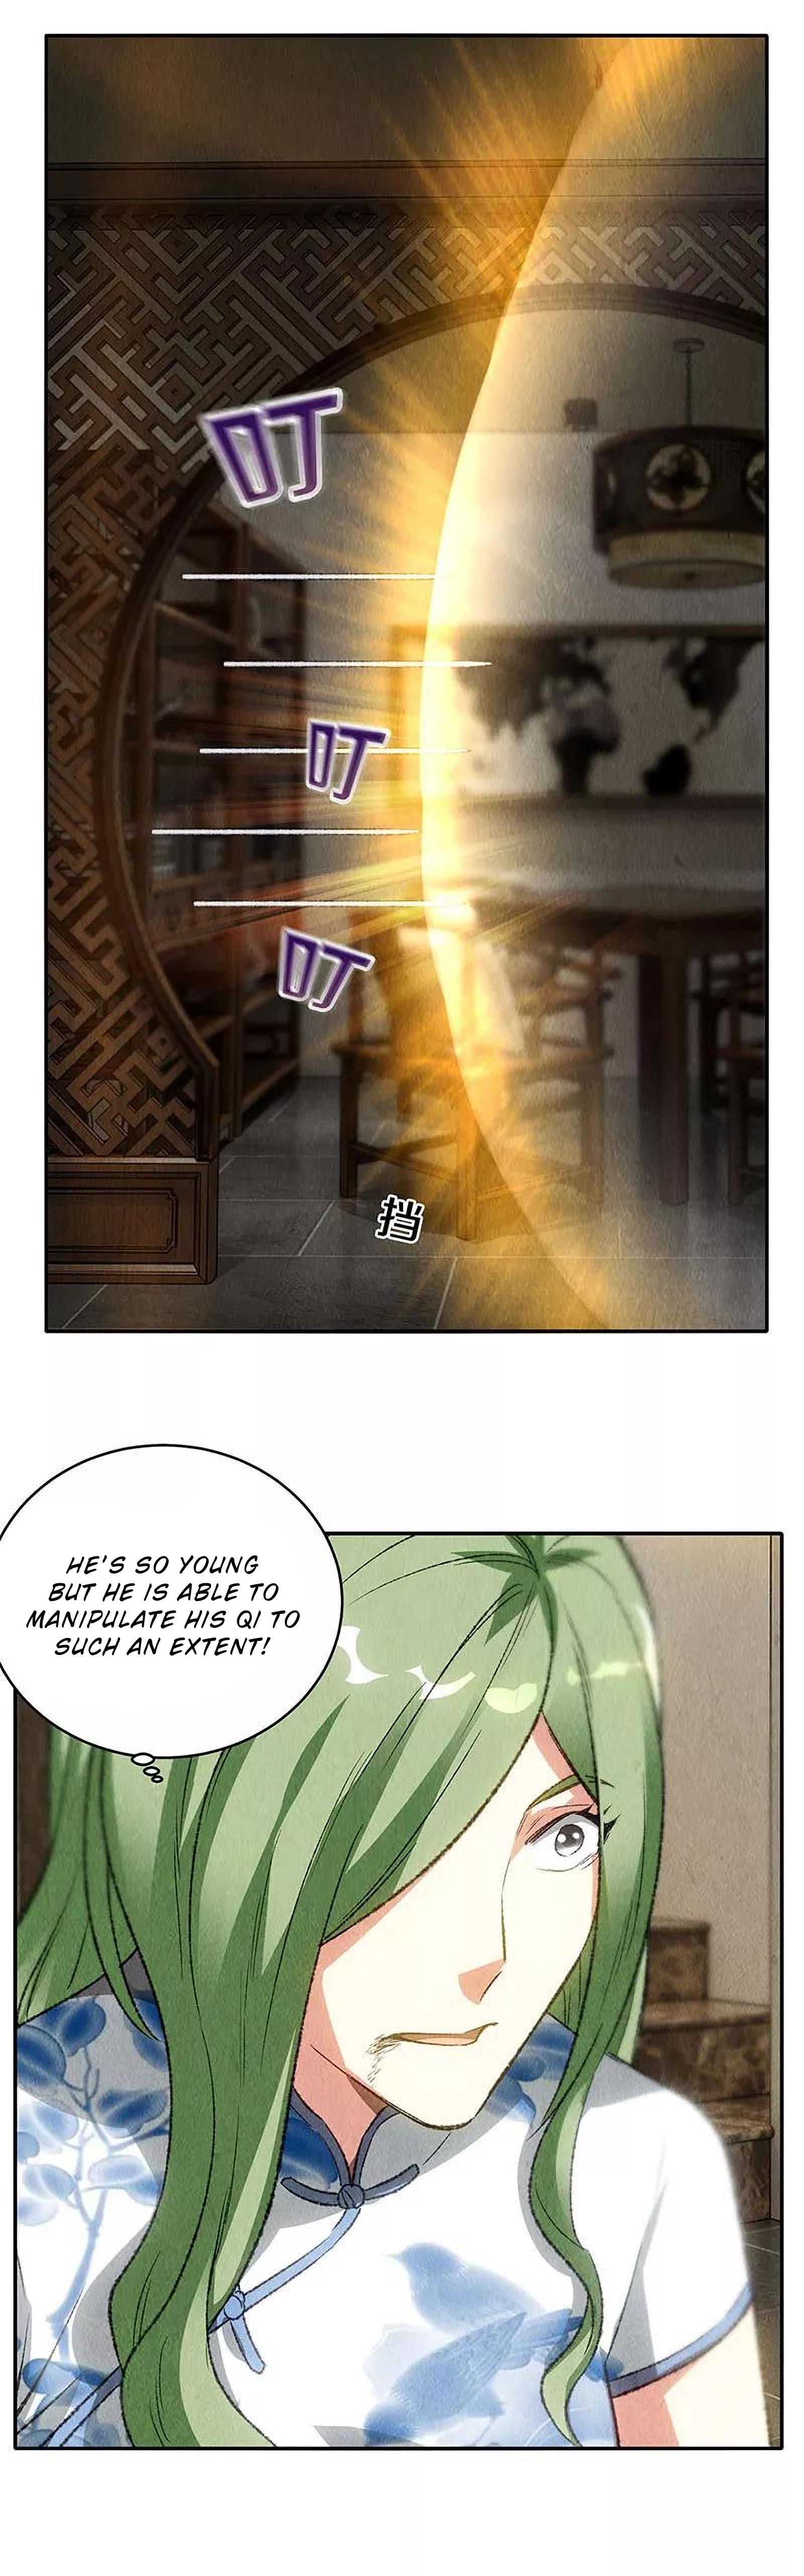 叮
叮
叮
挡
HE'S SO YOUNG
BUT HE IS ABLE TO
MANIPULATE HIS QI TO
SUCH AN EXTENT!